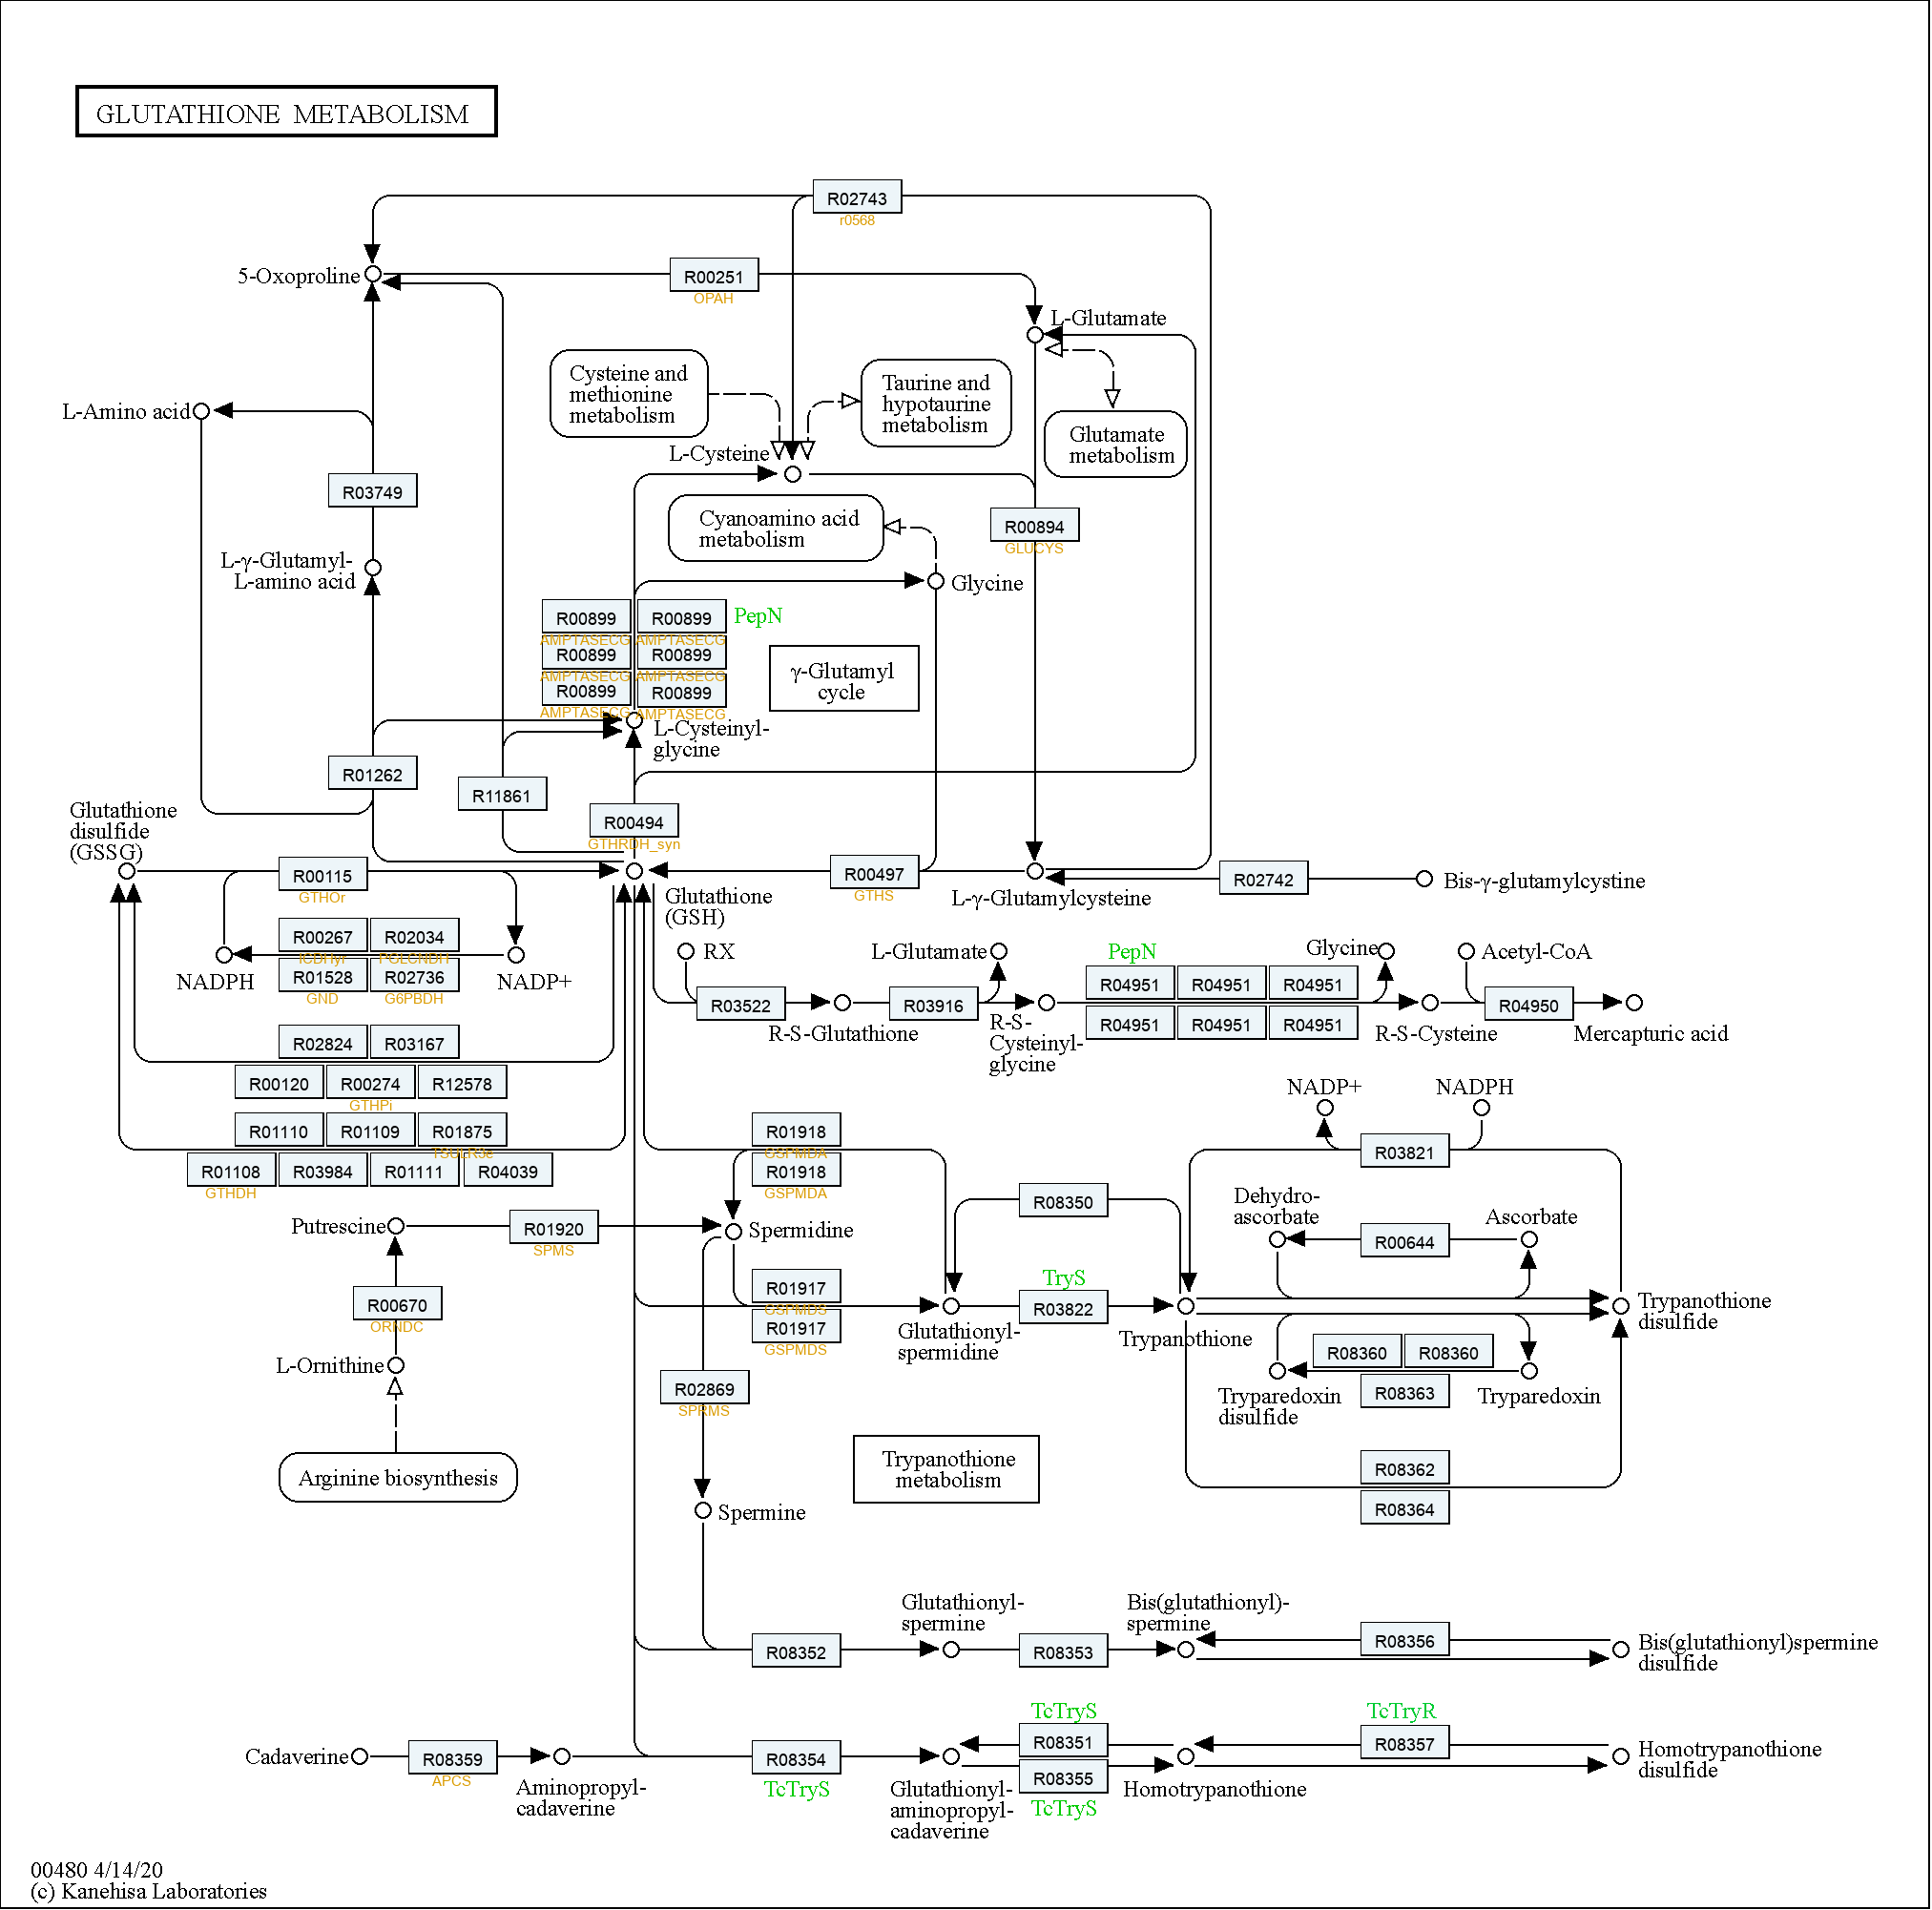 GLUTATHIONE METABOLISM
R02743
r0568
5-Oxoproline
R00251
OPAH
L-Glutamate
Cysteine and
methionine
metabolism
Taurine and
hypotaurine
metabolism
L-Amino acid
Glutamate
metabolism
L-Cysteine
R03749
Cyanoamino acid
metabolism
R00894
GLUCYS
L-γ-Glutamyl-
L-amino acid
Glycine
R00899
R00899
PepN
AMPTASECG
AMPTASECG
R00899
R00899
AMPTASECG
AMPTASECG
R00899
R00899
AMPTASECG
AMPTASECG
γ-Glutamyl
cycle
L-Cysteinyl-
glycine
R01262
R11861
R00494
GTHRDH_syn
Glutathione
disulfide
(GSSG)
R00115
GTHOr
Glutathione
(GSH)
R00497
GTHS
L-γ-Glutamylcysteine
R02742
Bis-γ-glutamylcystine
R00267
R02034
ICDHyr
PGLCNDH
NADPH
R01528
R02736
NADP+
GND
G6PBDH
RX
L-Glutamate
PepN
Glycine
Acetyl-CoA
R03522
R03916
R04951
R04951
R04951
R04950
R04951
R04951
R04951
R-S-Glutathione
R-S-
Cysteinyl-
glycine
R-S-Cysteine
Mercapturic acid
R02824
R03167
R00120
R00274
R12578
GTHPi
R01110
R01109
R01875
TSULR3e
R01108
R03984
R01111
R04039
GTHDH
R01918
GSPMDA
R01918
GSPMDA
NADP+
NADPH
R03821
Putrescine
R01920
SPMS
Spermidine
R08350
Dehydro-
ascorbate
R00644
Ascorbate
R00670
ORNDC
R01917
GSPMDS
R01917
GSPMDS
TryS
R03822
Glutathionyl-
spermidine
Trypanothione
Trypanothione
disulfide
L-Ornithine
R08360
R08360
R08363
Tryparedoxin
disulfide
Tryparedoxin
R02869
SPRMS
Arginine biosynthesis
Trypanothione
metabolism
R08362
R08364
Spermine
Glutathionyl-
spermine
Bis(glutathionyl)-
spermine
R08352
R08353
R08356
Bis(glutathionyl)spermine
disulfide
Cadaverine
R08359
APCS
Aminopropyl-
cadaverine
R08354
TcTryS
TcTryS
R08351
R08355
TcTryS
Glutathionyl-
aminopropyl-
cadaverine
Homotrypanothione
TcTryR
R08357
Homotrypanothione
disulfide
00480 4/14/20
(c) Kanehisa Laboratories